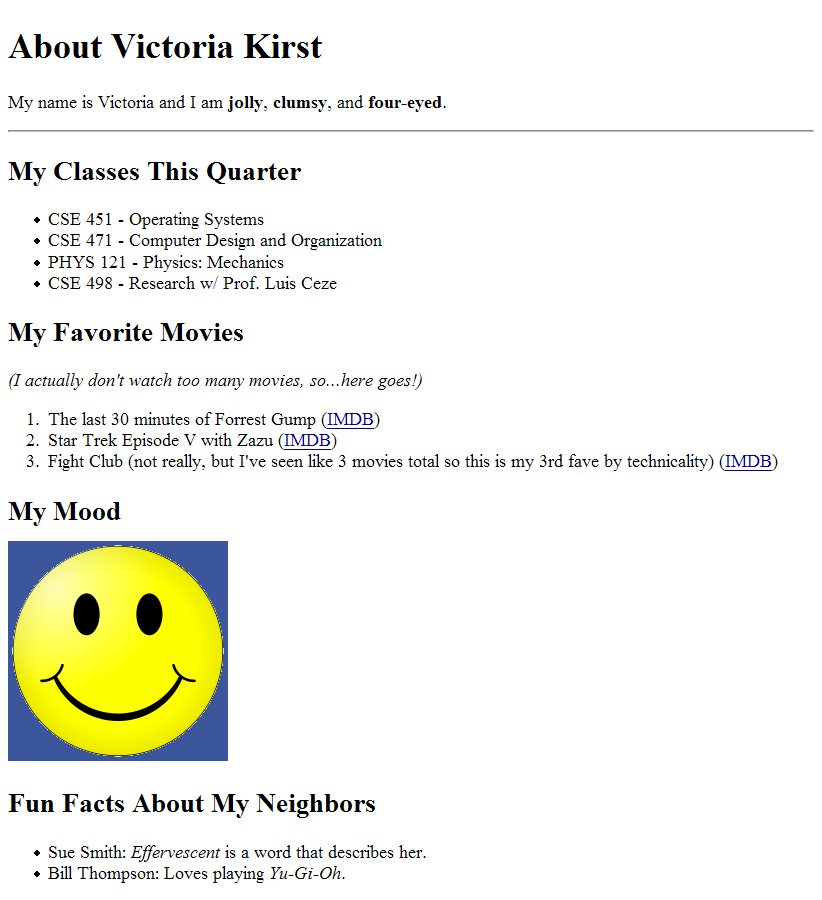 About Victoria Kirst
My name is Victoria and I am jolly, clumsy, and four-eyed.
My Classes This Quarter
• CSE 451 - Operating Systems
• CSE 471 - Computer Design and Organization
• PHYS 121 - Physics: Mechanics
• CSE 498 - Research w/ Prof. Luis Ceze
My Favorite Movies
(I actually don't watch too many movies, so...here goes!)
1. The last 30 minutes of Forrest Gump (IMDB)
2. Star Trek Episode V with Zazu (IMDB)
3. Fight Club (not really, but I've seen like 3 movies total so this is my 3rd fave by technicality) (IMDB)
My Mood
Fun Facts About My Neighbors
• Sue Smith: Effervescent is a word that describes her.
• Bill Thompson: Loves playing Yu-Gi-Oh.